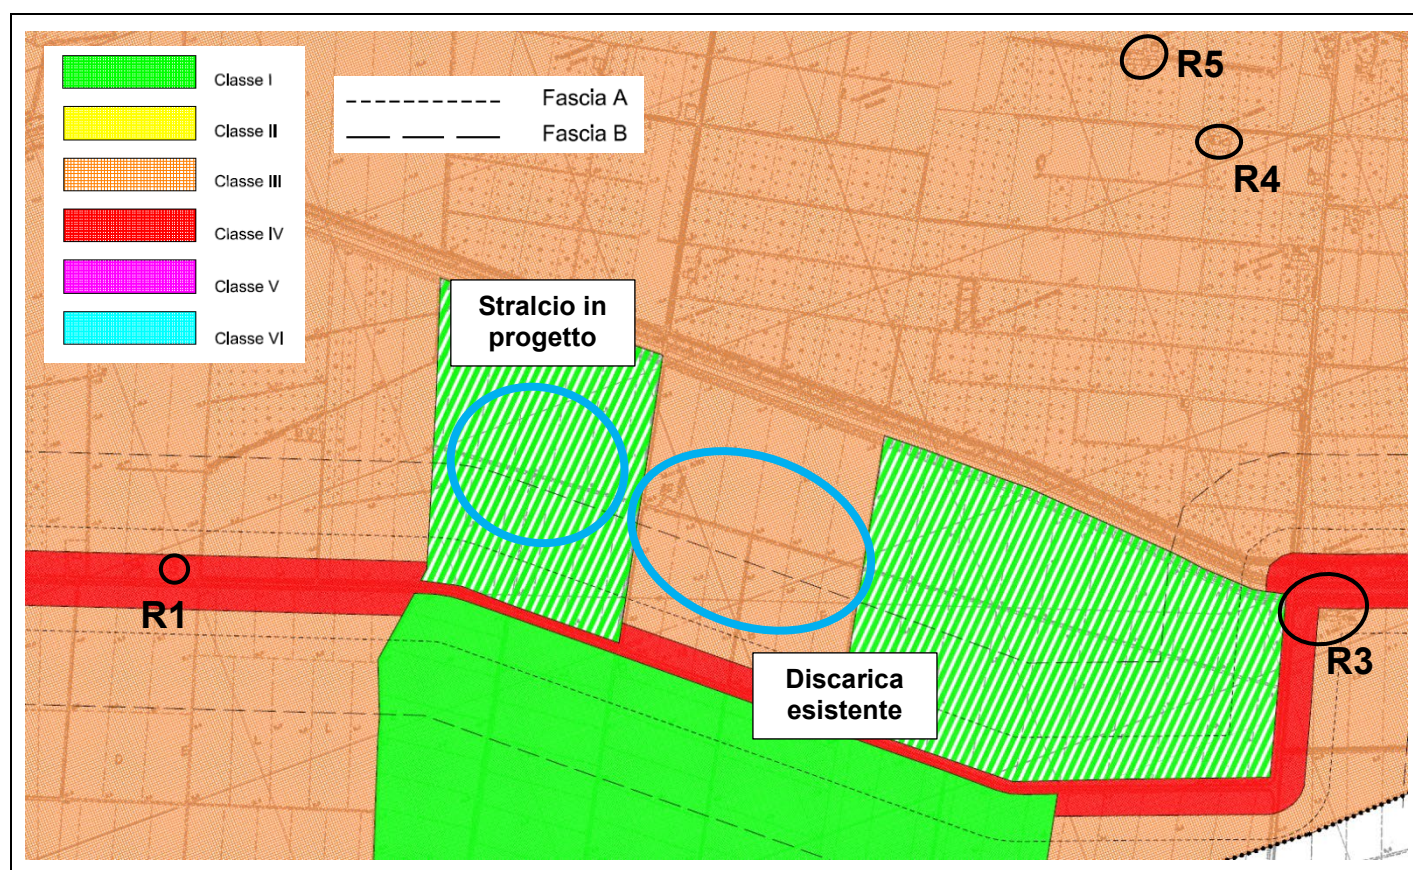 Classe I
Classe II
Classe III
Classe IV
Classe V
Classe VI
Fascia A
Fascia B
R5
R4
Stralcio in
progetto
R1
R3
Discarica
esistente